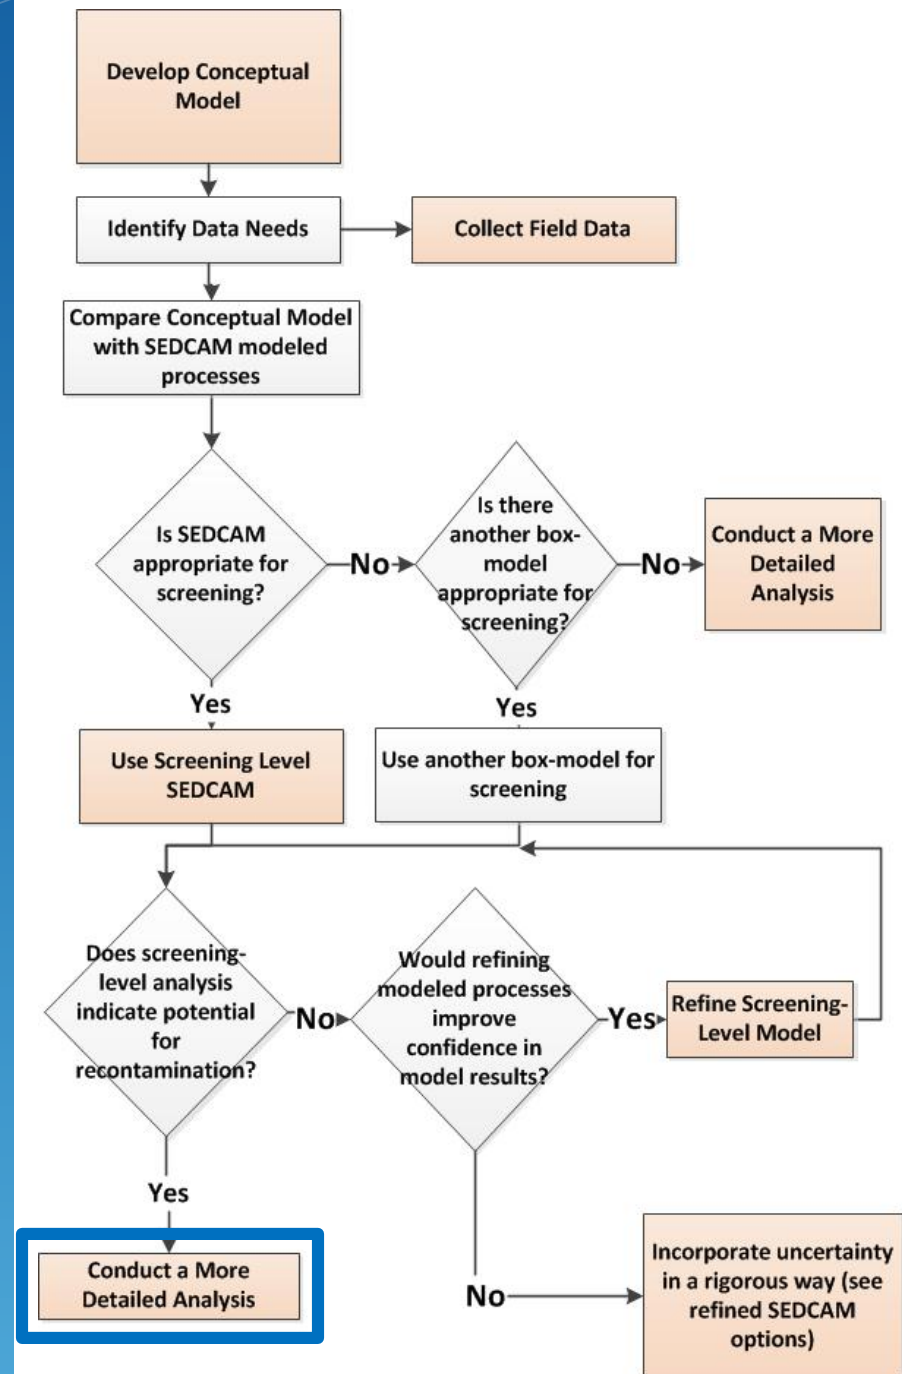 Develop Conceptual
Model
Identify Data Needs
Collect Field Data
Compare Conceptual Model
with SEDCAM modeled
processes
Is SEDCAM
appropriate for
screening?
No
Is there
another box-
model
appropriate for
screening?
No
Conduct a More
Detailed
Analysis
Yes
Yes
Use Screening Level
SEDCAM
Use another box-model for
screening
Does screening-
level analysis
indicate potential
for
recontamination?
No
Would refining
modeled processes
improve
confidence in
model results?
Yes
Refine Screening-
Level Model
Yes
Conduct a More
Detailed Analysis
No
Incorporate uncertainty
in a rigorous way (see
refined SEDCAM
options)